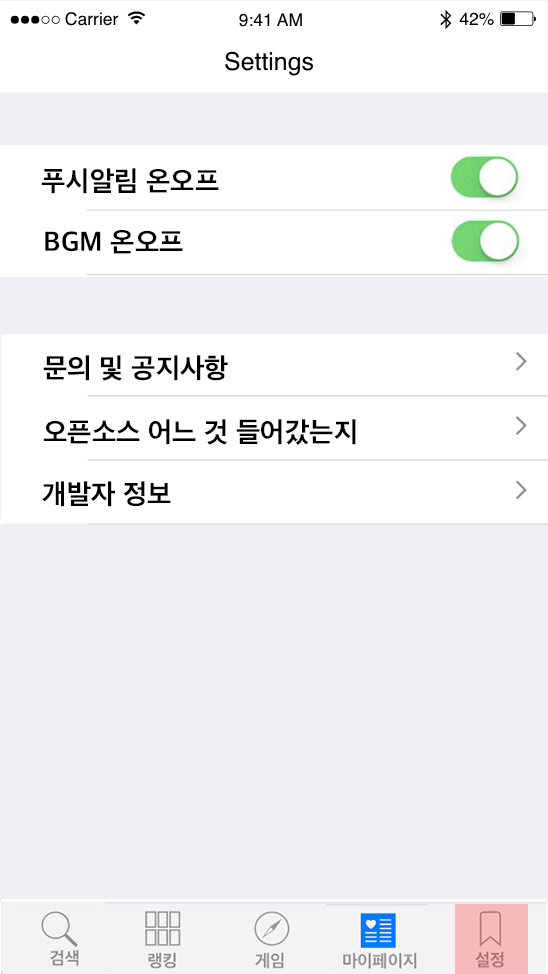 Carrier 9:41 AM 42%
Settings
푸시알림 온오프
BGM 온오프
문의 및 공지사항
오픈소스 어느 것 들어갔는지
개발자 정보
검색 랭킹 게임 마이페이지 설정